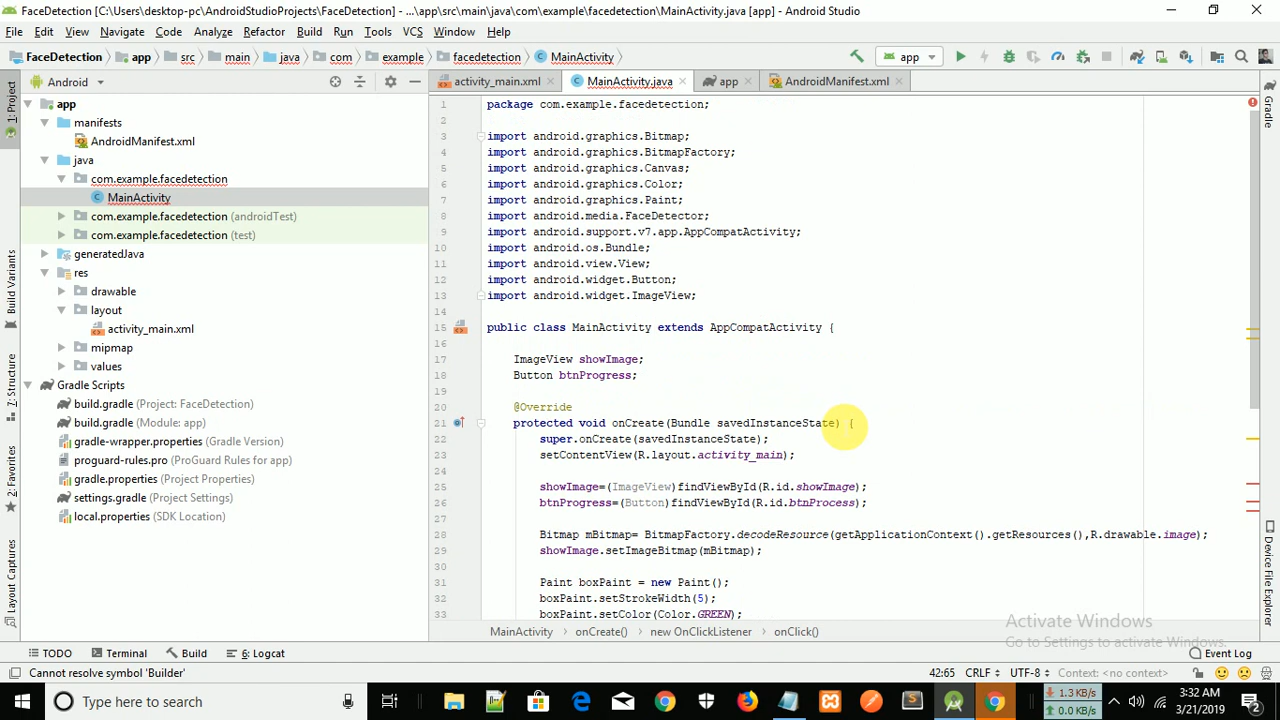 FaceDetection [C:\Users\desktop-pc\AndroidStudioProjects\FaceDetection] - ...\app\src\main\java\com\example\facedetection\MainActivity.java [app] - Android Studio
File Edit View Navigate Code Analyze Refactor Build Run Tools VCS Window Help
FaceDetection app src main java com example facedetection MainActivity
app
1: Project
Android
activity_main.xml MainActivity.java app AndroidManifest.xml
Gradle
app
manifests
AndroidManifest.xml
java
com.example.facedetection
MainActivity
com.example.facedetection (androidTest)
com.example.facedetection (test)
generatedJava
res
drawable
layout
activity_main.xml
mipmap
values
Gradle Scripts
build.gradle (Project: FaceDetection)
build.gradle (Module: app)
gradle-wrapper.properties (Gradle Version)
proguard-rules.pro (ProGuard Rules for app)
gradle.properties (Project Properties)
settings.gradle (Project Settings)
local.properties (SDK Location)
Build Variants
7: Structure
2: Favorites
Layout Captures
1 package com.example.facedetection;
2
3 import android.graphics.Bitmap;
4 import android.graphics.BitmapFactory;
5 import android.graphics.Canvas;
6 import android.graphics.Color;
7 import android.graphics.Paint;
8 import android.media.FaceDetector;
9 import android.support.v7.app.AppCompatActivity;
10 import android.os.Bundle;
11 import android.view.View;
12 import android.widget.Button;
13 import android.widget.ImageView;
14
15 public class MainActivity extends AppCompatActivity {
16
17 ImageView showImage;
18 Button btnProgress;
19
20 @Override
21 protected void onCreate(Bundle savedInstanceState) {
22 super.onCreate(savedInstanceState);
23 setContentView(R.layout.activity_main);
24
25 showImage=(ImageView)findViewById(R.id.showImage);
26 btnProgress=(Button)findViewById(R.id.btnProcess);
27
28 Bitmap mBitmap= BitmapFactory.decodeResource(getApplicationContext().getResources(),R.drawable.image);
29 showImage.setImageBitmap(mBitmap);
30
31 Paint boxPaint = new Paint();
32 boxPaint.setStrokeWidth(5);
33 boxPaint.setColor(Color.GREEN);
Device File Explorer
Activate Windows
Go to Settings to activate Windows.
MainActivity onCreate() new OnClickListener onClick()
TODO Terminal Build 6: Logcat Event Log
Cannot resolve symbol 'Builder' 42:65 CRLF UTF-8 Context: <no context>
Type here to search
1.3 KB/s
0.0 KB/s
3:32 AM
3/21/2019
2